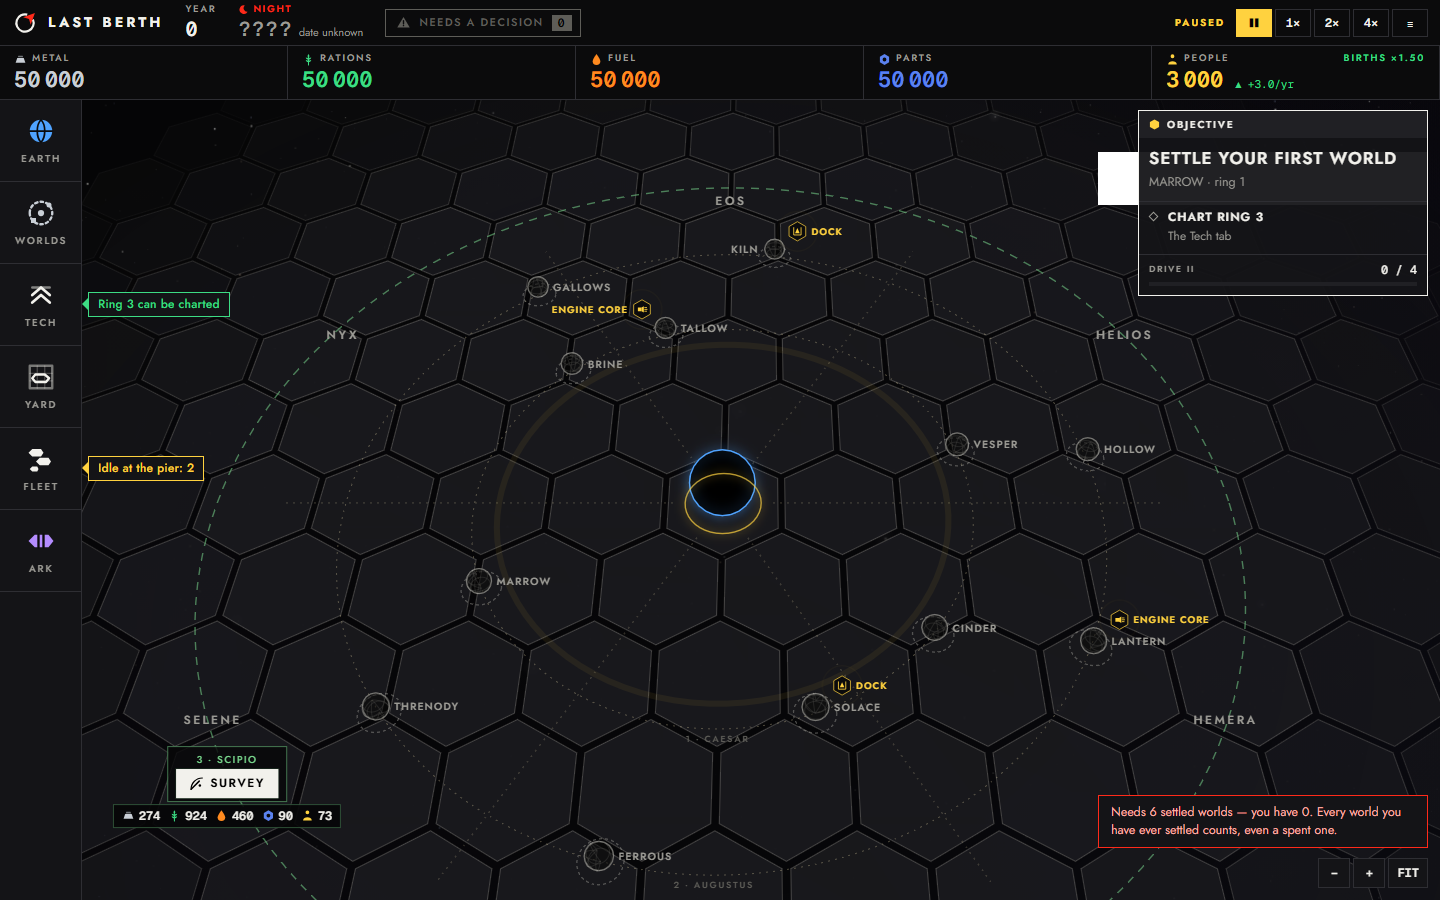 LAST BERTH
YEAR
0
NIGHT
????
date unknown
NEEDS A DECISION 0
PAUSED
1×
2×
4×
METAL
50 000
RATIONS
50 000
FUEL
50 000
PARTS
50 000
PEOPLE
BIRTHS ×1.50
3 000
▲ +3.0/yr
EARTH
WORLDS
TECH
YARD
FLEET
ARK
Ring 3 can be charted
Idle at the pier: 2
OBJECTIVE
SETTLE YOUR FIRST WORLD
MARROW · ring 1
CHART RING 3
The Tech tab
DRIVE II
0 / 4
EOS
DOCK
KILN
GALLOWS
ENGINE CORE
TALLOW
NYX
HELIOS
BRINE
VESPER
HOLLOW
MARROW
CINDER
ENGINE CORE
LANTERN
DOCK
SOLACE
THRENODY
SELENE
HEMERA
1 · CAESAR
3 · SCIPIO
SURVEY
274 924 460 90 73
FERROUS
2 · AUGUSTUS
Needs 6 settled worlds — you have 0. Every world you
have ever settled counts, even a spent one.
− + FIT